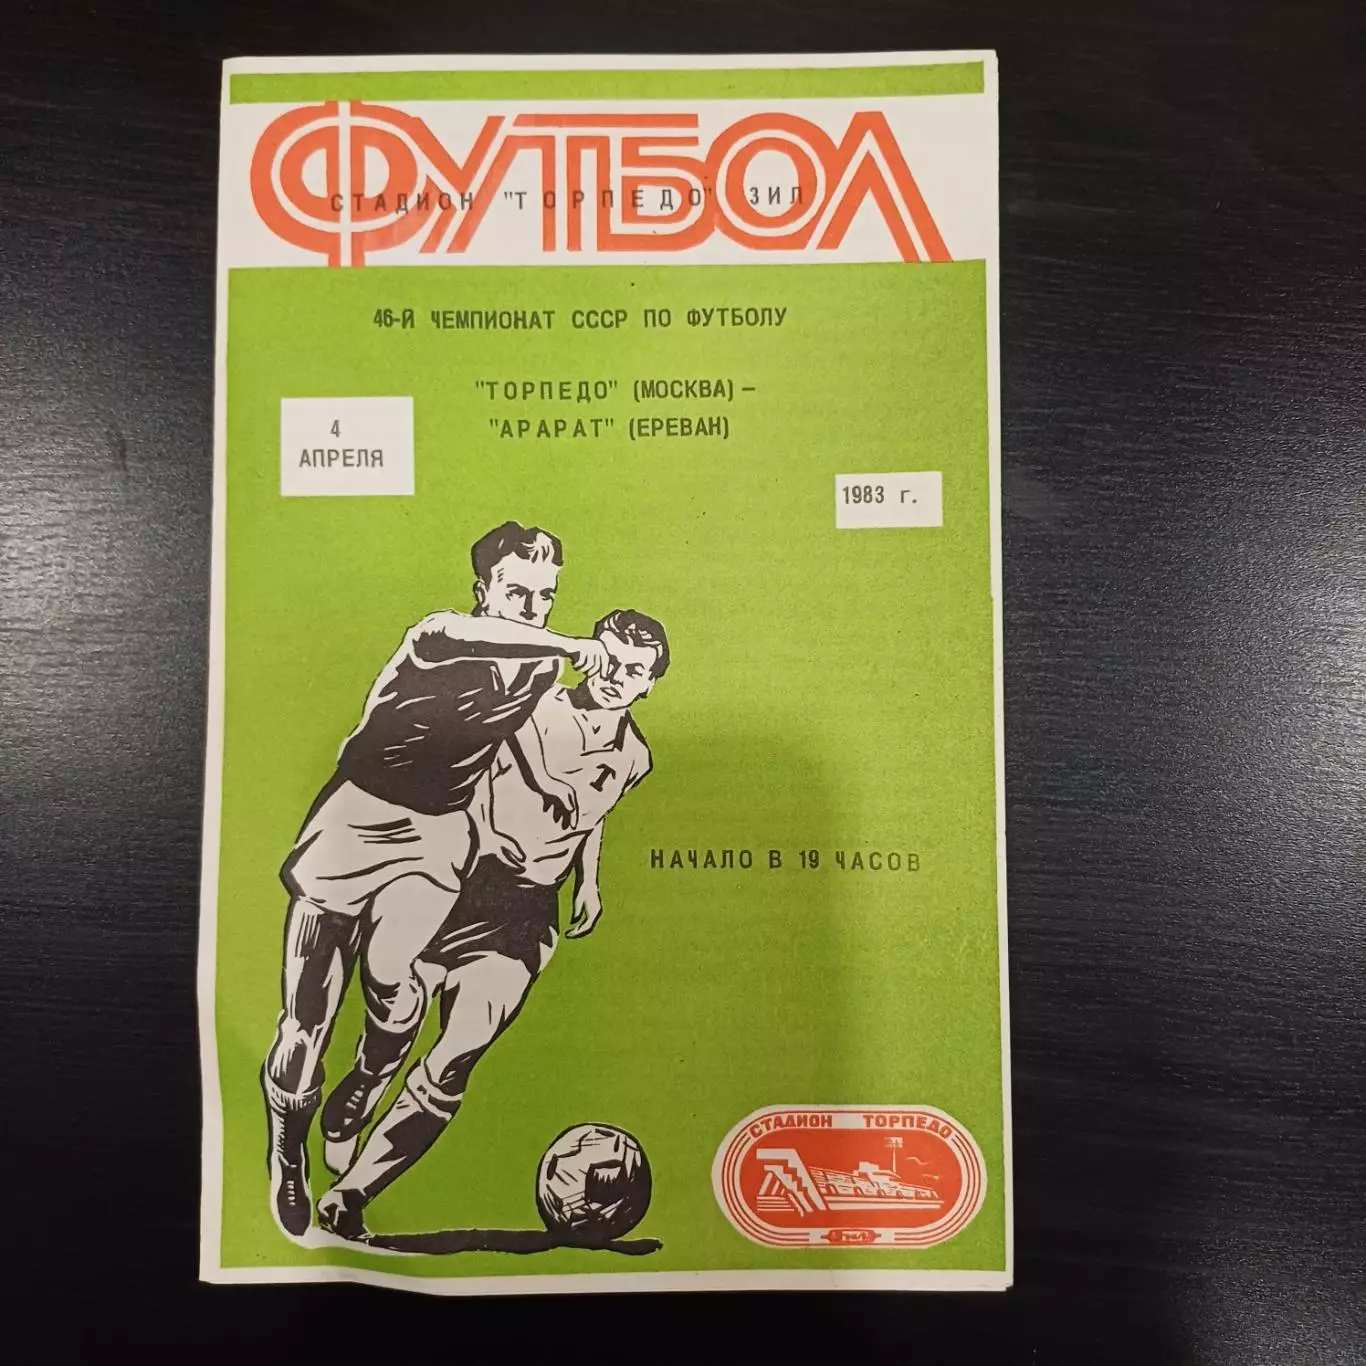 ФУТБОЛ
СТАДИОН "ТОРПЕДО" ЗИЛ
46-Й ЧЕМПИОНАТ СССР ПО ФУТБОЛУ
"ТОРПЕДО" (МОСКВА) –
"АРАРАТ" (ЕРЕВАН)
4
АПРЕЛЯ
1983 г.
Т
НАЧАЛО В 19 ЧАСОВ
СТАДИОН ТОРПЕДО